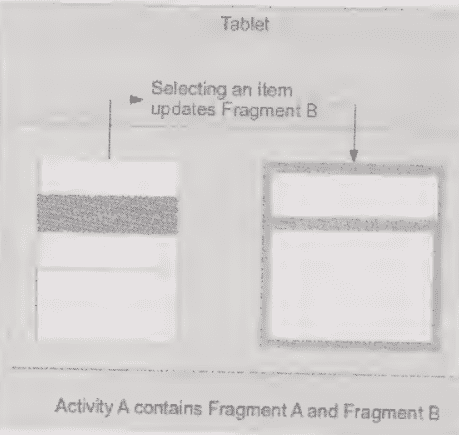 Tablet
Selecting an item
updates Fragment B
Activity A contains Fragment A and Fragment B